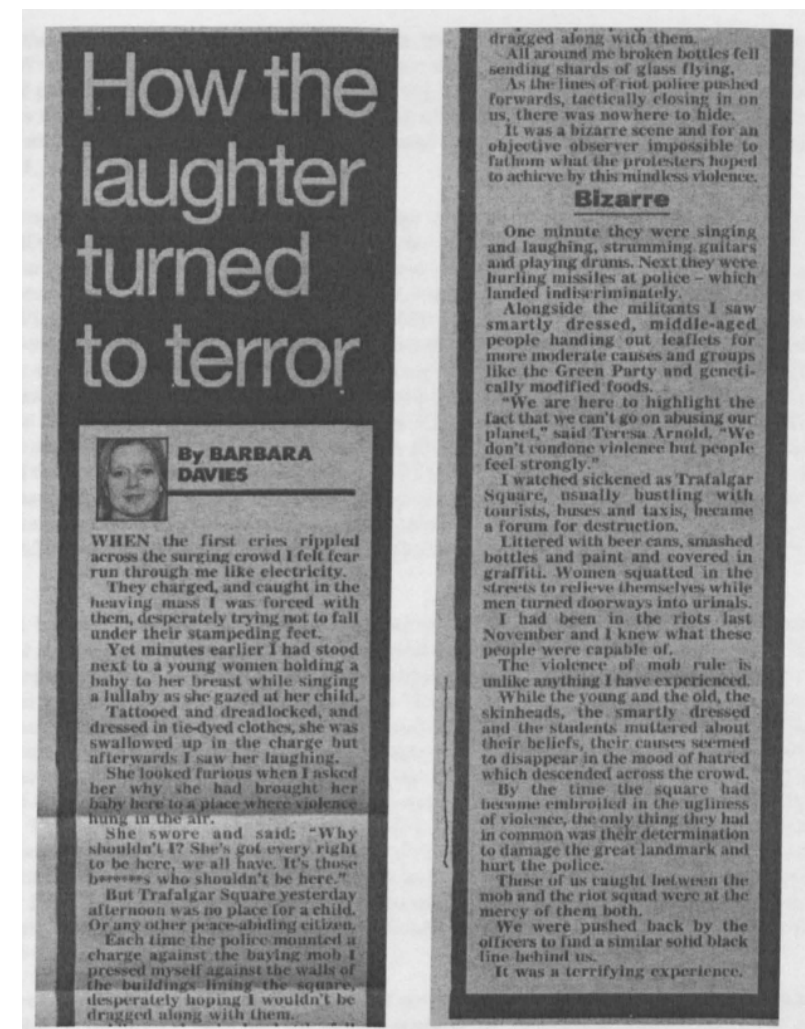 How the
laughter
turned
to terror
By BARBARA
DAVIES
WHEN the first cries rippled
across the surging crowd I felt fear
run through me like electricity.
They charged, and caught in the
heaving mass I was forced with
them, desperately trying not to fall
under their stampeding feet.
Yet minutes earlier I had stood
next to a young women holding a
baby to her breast while singing
a lullaby as she gazed at her child.
Tattooed and dreadlocked, and
dressed in tie-dyed clothes, she was
swallowed up in the charge but
afterwards I saw her laughing.
She looked furious when I asked
her why she had brought her
baby here to a place where violence
hung in the air.
She swore and said: "Why
shouldn't I? She's got every right
to be here, we all have. It's those
b******s who shouldn't be here."
But Trafalgar Square yesterday
afternoon was no place for a child.
Or any other peace-abiding citizen.
Each time the police mounted a
charge against the baying mob I
pressed myself against the walls of
the buildings lining the square,
desperately hoping I wouldn't be
dragged along with them.
dragged along with them.
All around me broken bottles fell
sending shards of glass flying.
As the lines of riot police pushed
forwards, tactically closing in on
us, there was nowhere to hide.
It was a bizarre scene and for an
objective observer impossible to
fathom what the protesters hoped
to achieve by this mindless violence.
Bizarre
One minute they were singing
and laughing, strumming guitars
and playing drums. Next they were
hurling missiles at police – which
landed indiscriminately.
Alongside the militants I saw
smartly dressed, middle-aged
people handing out leaflets for
more moderate causes and groups
like the Green Party and geneti-
cally modified foods.
"We are here to highlight the
fact that we can't go on abusing our
planet," said Teresa Arnold. "We
don't condone violence but people
feel strongly."
I watched sickened as Trafalgar
Square, usually bustling with
tourists, buses and taxis, became
a forum for destruction.
Littered with beer cans, smashed
bottles and paint and covered in
graffiti. Women squatted in the
streets to relieve themselves while
men turned doorways into urinals.
I had been in the riots last
November and I knew what these
people were capable of.
The violence of mob rule is
unlike anything I have experienced.
While the young and the old, the
skinheads, the smartly dressed
and the students muttered about
their beliefs, their causes seemed
to disappear in the mood of hatred
which descended across the crowd.
By the time the square had
become embroiled in the ugliness
of violence, the only thing they had
in common was their determination
to damage the great landmark and
hurt the police.
Those of us caught between the
mob and the riot squad were at the
mercy of them both.
We were pushed back by the
officers to find a similar solid black
line behind us.
It was a terrifying experience.